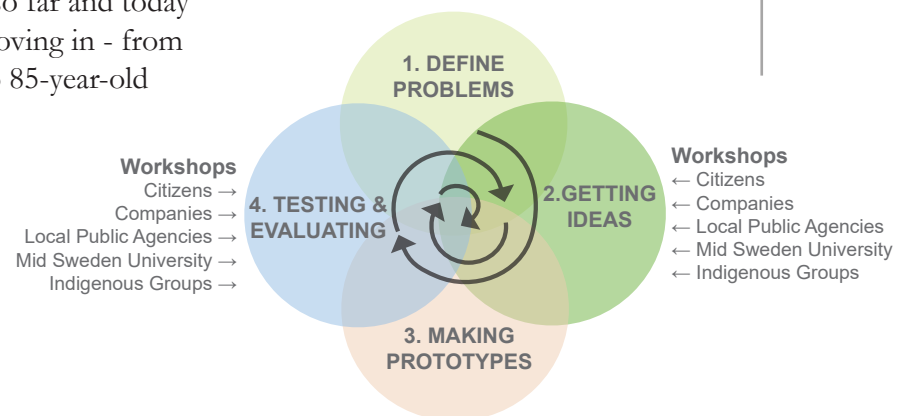 so far and today
oving in - from
85-year-old
1. DEFINE
PROBLEMS
Workshops
Citizens →
Companies →
Local Public Agencies →
Mid Sweden University →
Indigenous Groups →
4. TESTING &
EVALUATING
2.GETTING
IDEAS
Workshops
← Citizens
← Companies
← Local Public Agencies
← Mid Sweden University
← Indigenous Groups
3. MAKING
PROTOTYPES